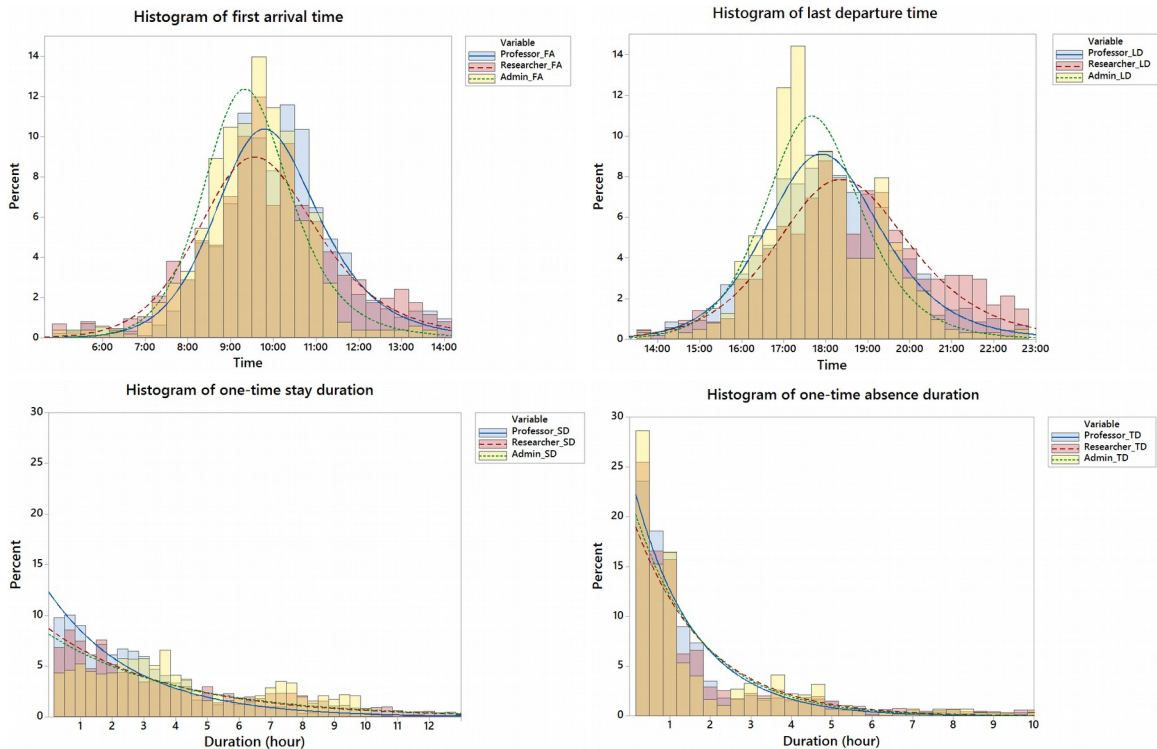 Histogram of first arrival time
Variable
Professor_FA
Researcher_FA
Admin_FA
Percent
14
12
10
8
6
4
2
0
6:00 7:00 8:00 9:00 10:00 11:00 12:00 13:00 14:00
Time
Histogram of last departure time
Variable
Professor_LD
Researcher_LD
Admin_LD
Percent
14
12
10
8
6
4
2
0
14:00 15:00 16:00 17:00 18:00 19:00 20:00 21:00 22:00 23:00
Time
Histogram of one-time stay duration
Variable
Professor_SD
Researcher_SD
Admin_SD
Percent
30
25
20
15
10
5
0
1 2 3 4 5 6 7 8 9 10 11 12
Duration (hour)
Histogram of one-time absence duration
Variable
Professor_TD
Researcher_TD
Admin_TD
Percent
30
25
20
15
10
5
0
1 2 3 4 5 6 7 8 9 10
Duration (hour)